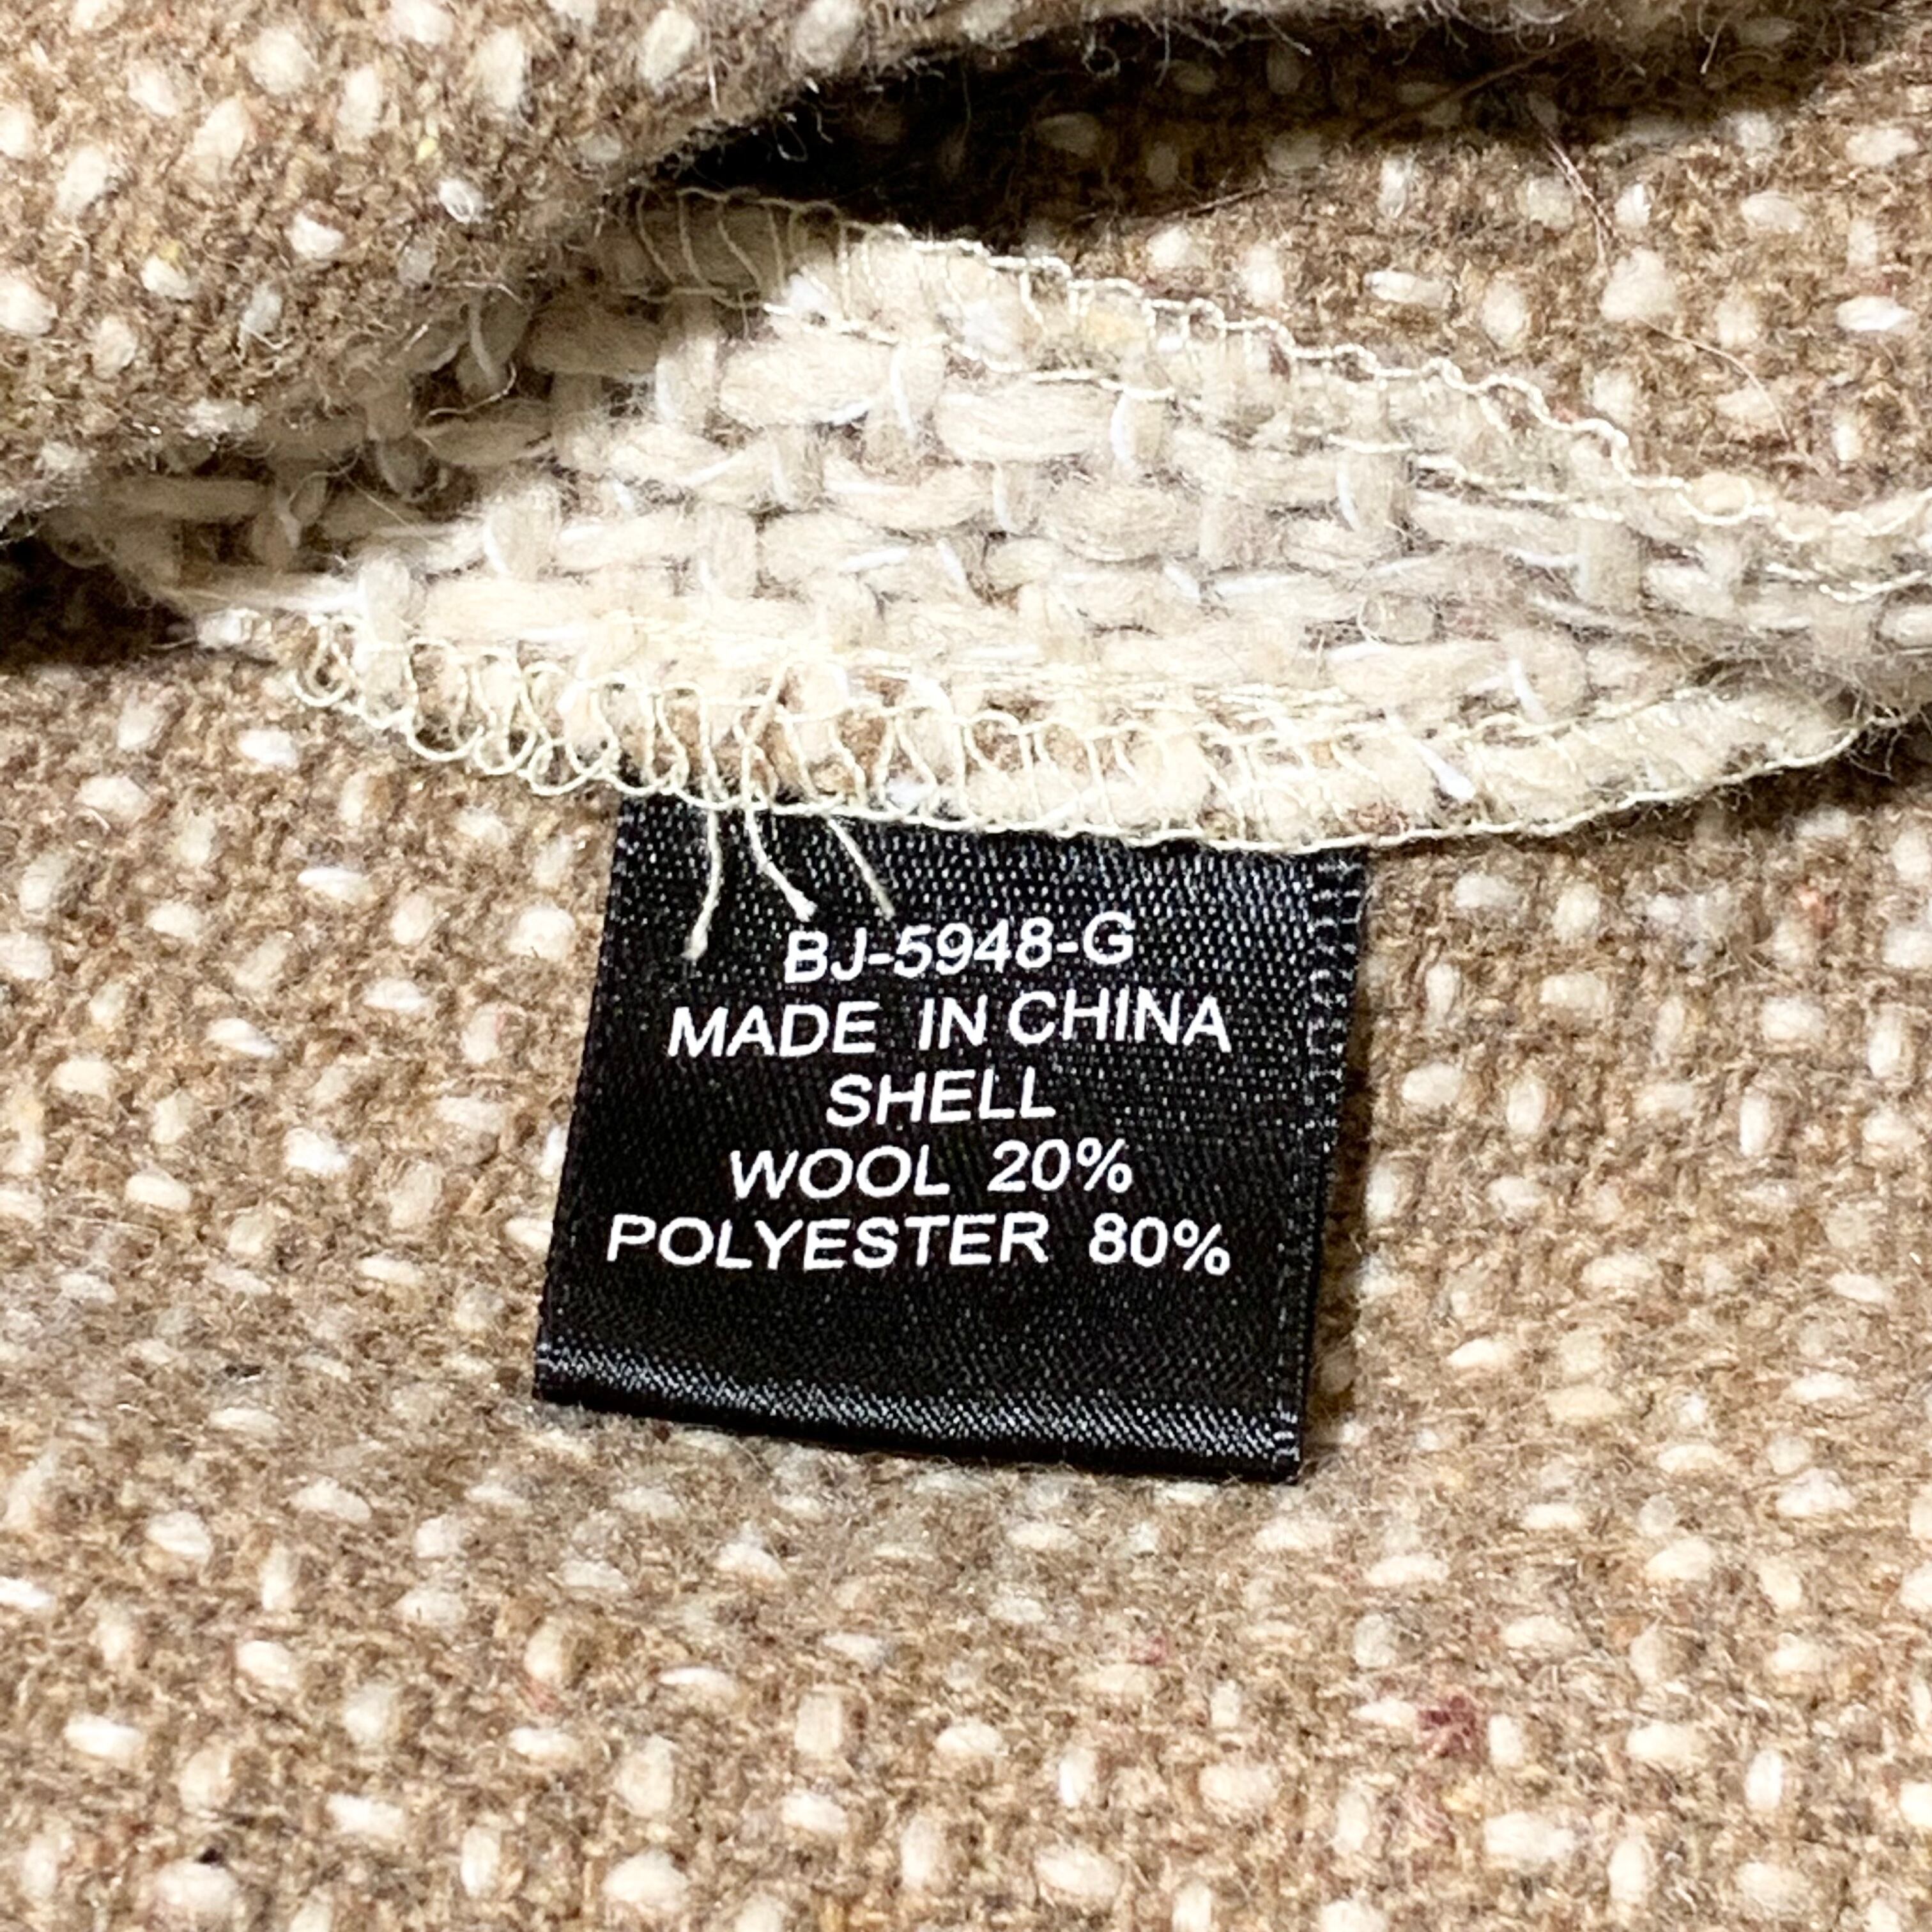 BJ-5948-G
MADE IN CHINA
SHELL
WOOL 20%
POLYESTER 80%